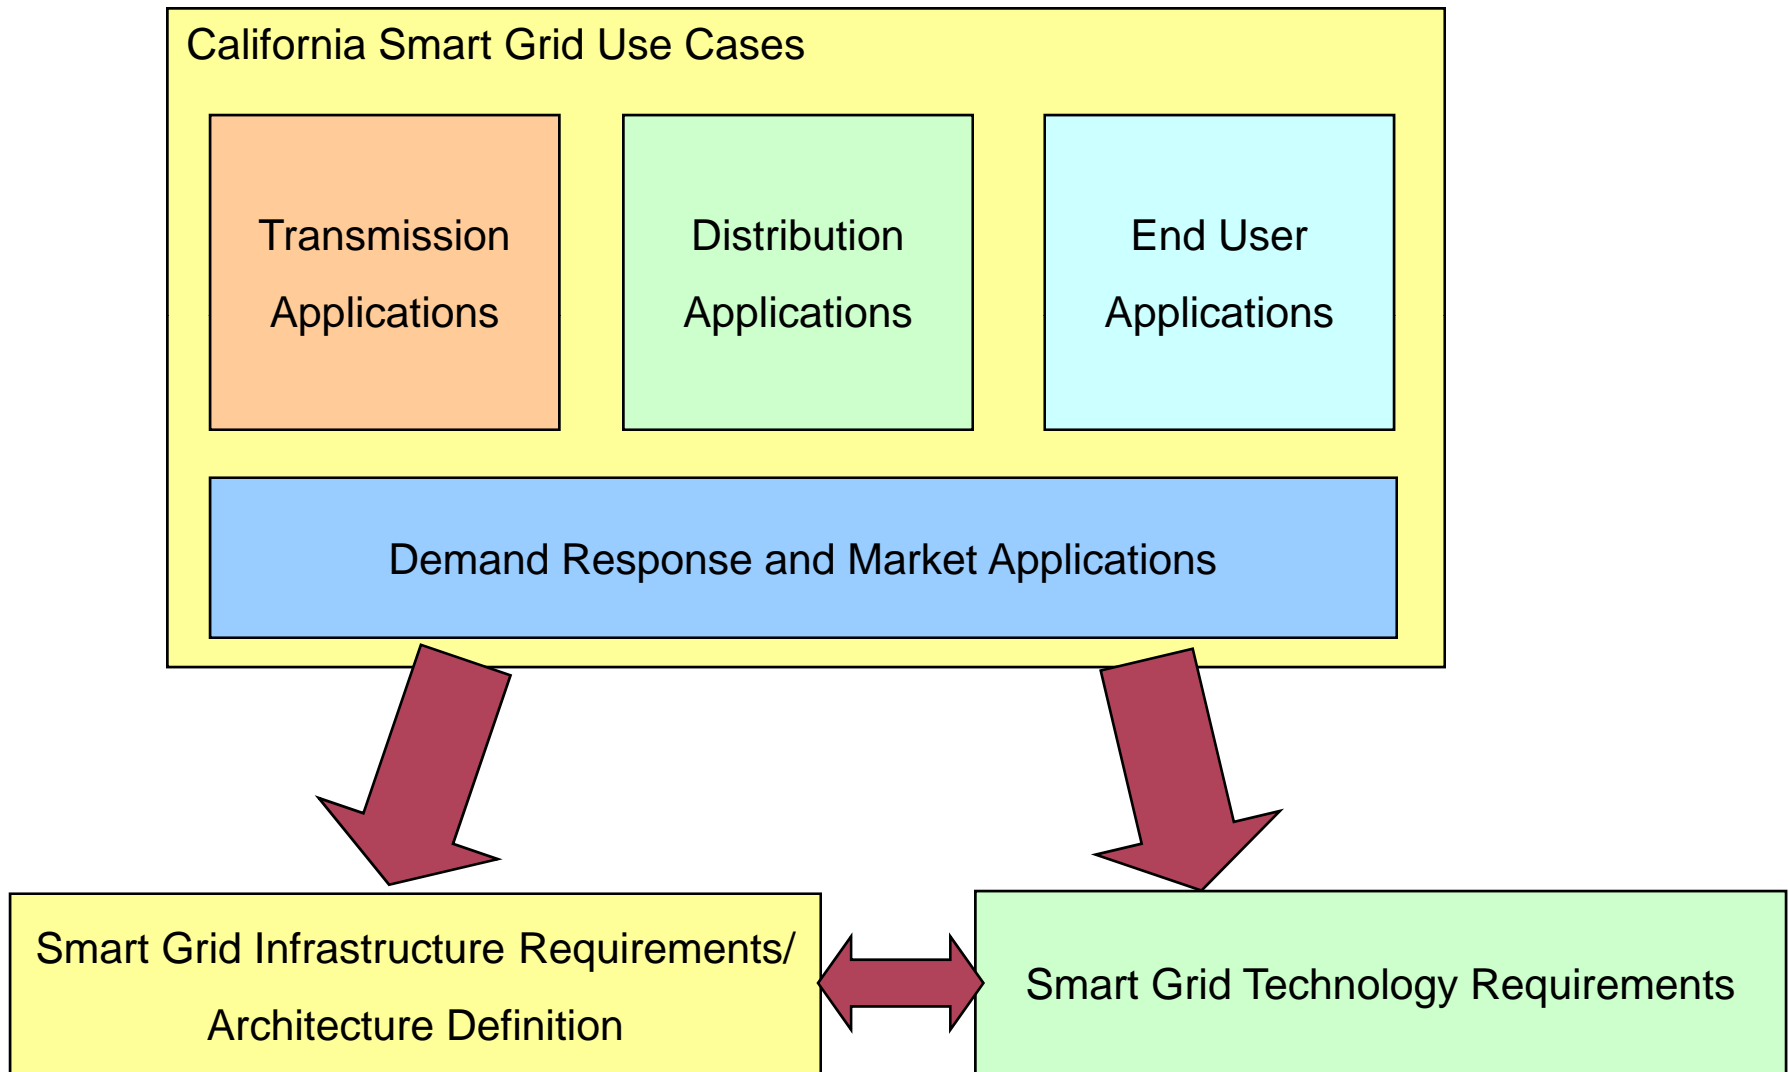 California Smart Grid Use Cases
Transmission
Applications
Distribution
Applications
End User
Applications
Demand Response and Market Applications
Smart Grid Infrastructure Requirements/
Architecture Definition
Smart Grid Technology Requirements